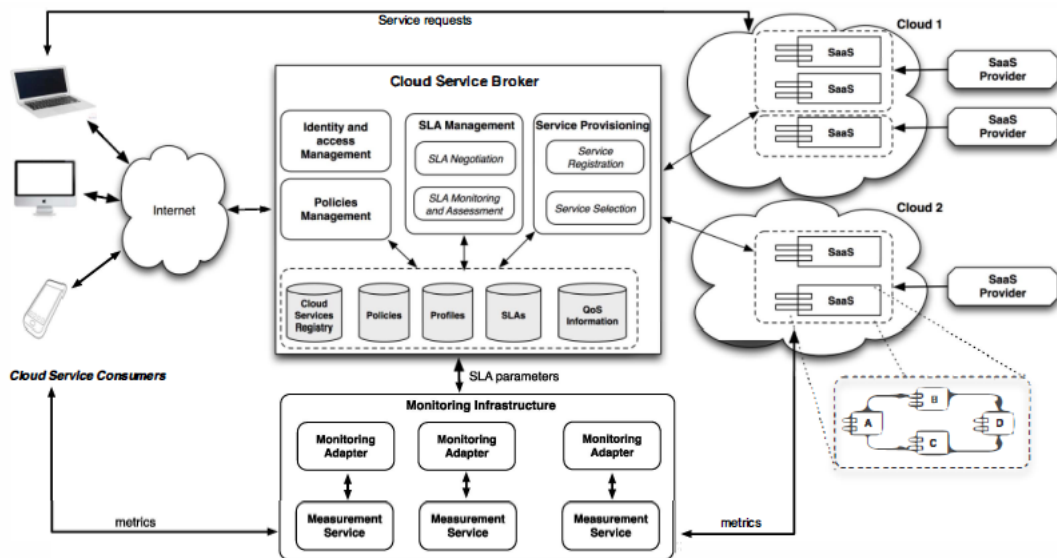 Service requests
Cloud 1
SaaS
SaaS
SaaS
SaaS
Provider
SaaS
Provider
Cloud Service Broker
Identity and
access
Management
Policies
Management
SLA Management
SLA Negotiation
SLA Monitoring
and Assessment
Service Provisioning
Service
Registration
Service Selection
Internet
Cloud 2
SaaS
SaaS
SaaS
Provider
Cloud
Services
Registry
Policies
Profiles
SLAs
QoS
Information
Cloud Service Consumers
SLA parameters
A
B
C
D
Monitoring Infrastructure
Monitoring
Adapter
Monitoring
Adapter
Monitoring
Adapter
Measurement
Service
Measurement
Service
Measurement
Service
metrics
metrics